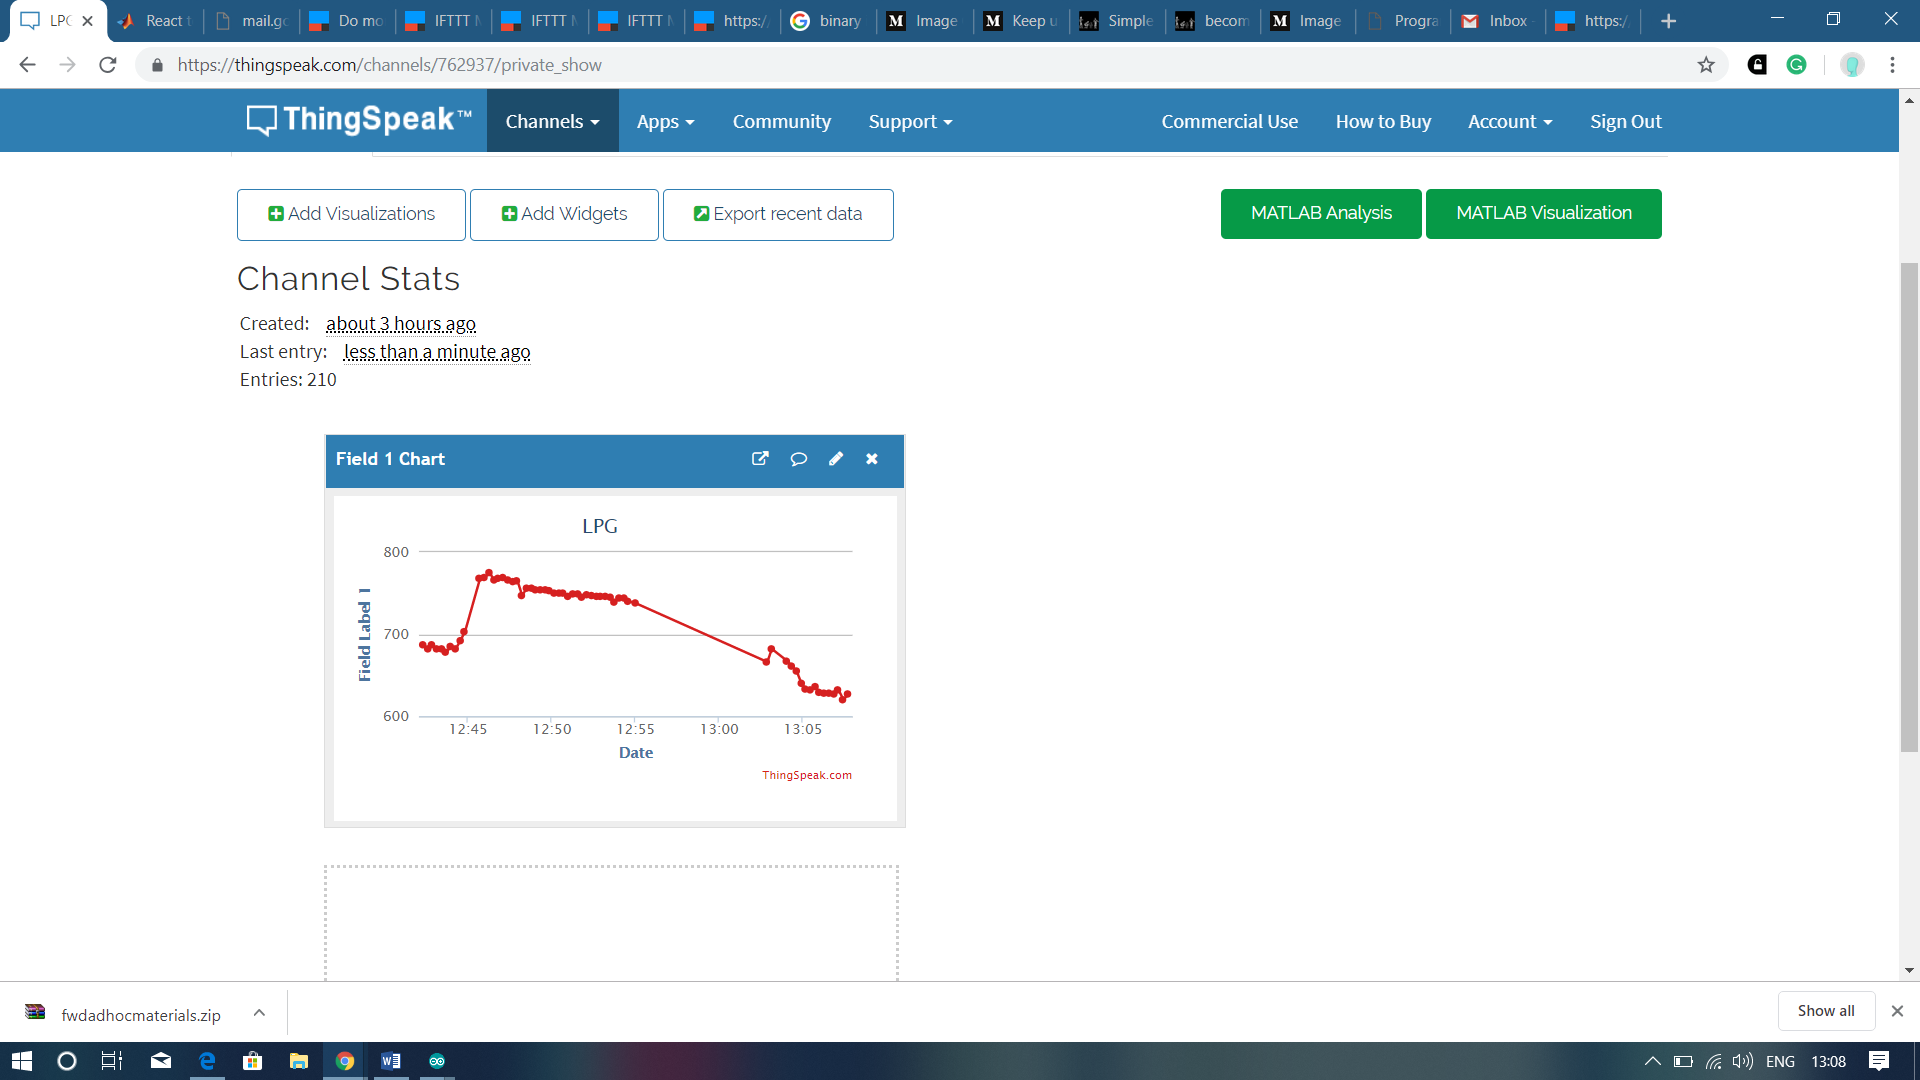 LPG
React t
mail.go
Do mo
IFTTT
IFTTT
IFTTT
https:/
binary
Image
Keep u
Simple
becom
Image
Progra
Inbox -
https:/
https://thingspeak.com/channels/762937/private_show
ThingSpeak™
Channels
Apps
Community
Support
Commercial Use
How to Buy
Account
Sign Out
Add Visualizations
Add Widgets
Export recent data
MATLAB Analysis
MATLAB Visualization
Channel Stats
Created: about 3 hours ago
Last entry: less than a minute ago
Entries: 210
Field 1 Chart
LPG
800
700
600
Field Label 1
12:45
12:50
12:55
13:00
13:05
Date
ThingSpeak.com
fwdadhocmaterials.zip
Show all
ENG
13:08